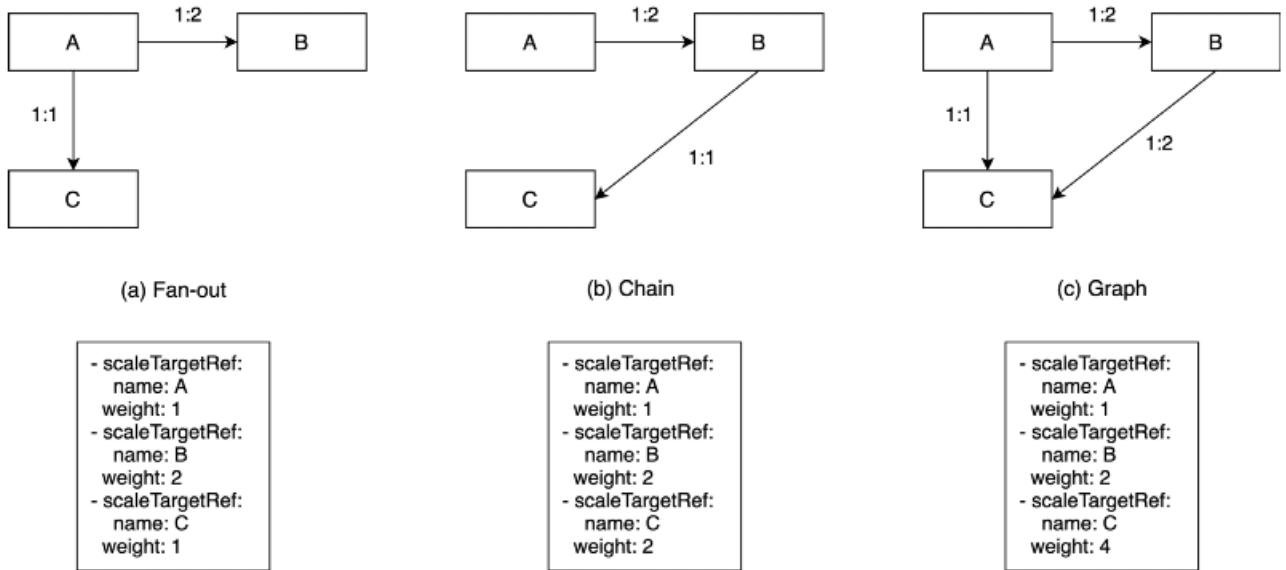 A
1:2
B
1:1
C
(a) Fan-out
A
1:2
B
1:1
C
(b) Chain
A
1:2
B
1:1
1:2
C
(c) Graph
- scaleTargetRef:
name: A
weight: 1
- scaleTargetRef:
name: B
weight: 2
- scaleTargetRef:
name: C
weight: 1
- scaleTargetRef:
name: A
weight: 1
- scaleTargetRef:
name: B
weight: 2
- scaleTargetRef:
name: C
weight: 2
- scaleTargetRef:
name: A
weight: 1
- scaleTargetRef:
name: B
weight: 2
- scaleTargetRef:
name: C
weight: 4